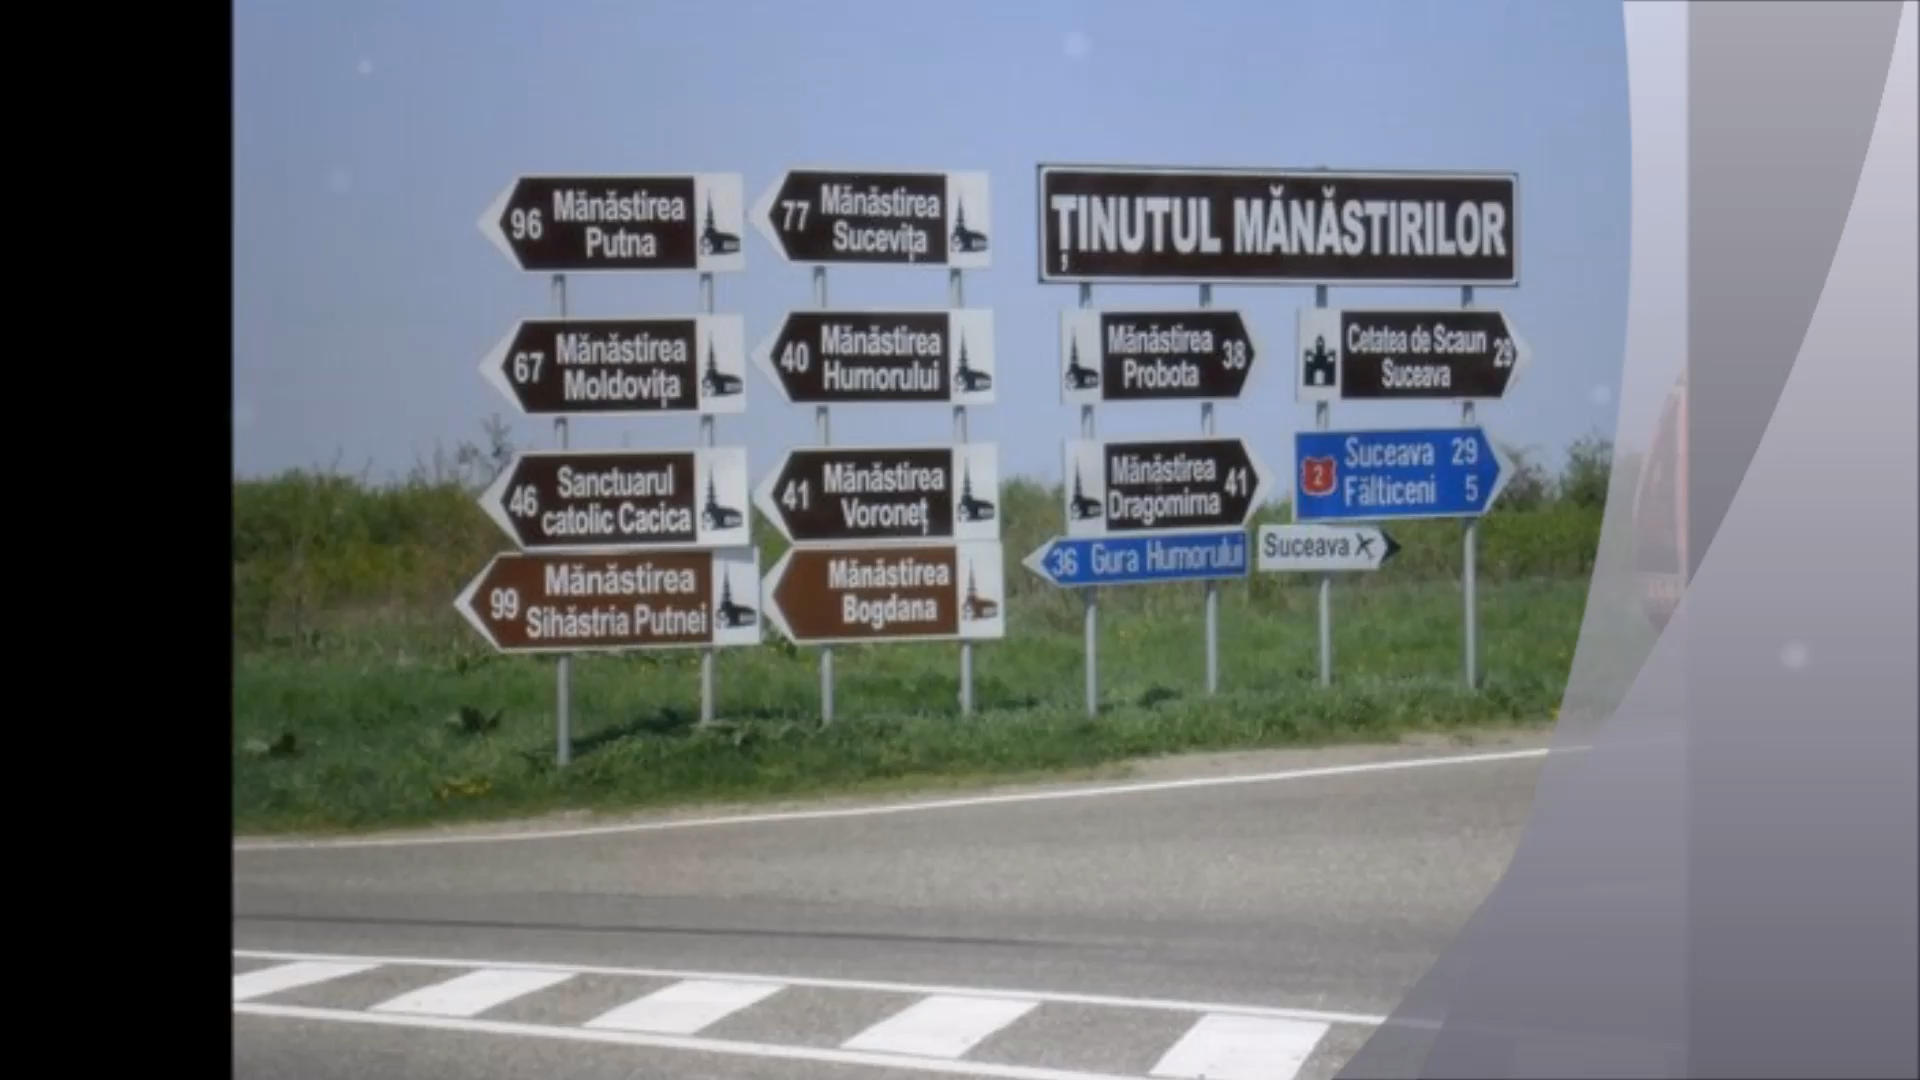 96 Mănăstirea
Putna
67 Mănăstirea
Moldovița
46 Sanctuarul
catolic Cacica
99 Mănăstirea
Sihăstria Putnei
77 Mănăstirea
Sucevița
40 Mănăstirea
Humorului
41 Mănăstirea
Voroneț
Mănăstirea
Bogdana
ȚINUTUL MĂNĂSTIRILOR
Mănăstirea 38
Probota
Cetatea de Scaun 29
Suceava
Mănăstirea 41
Dragomirna
2 Suceava 29
Fălticeni 5
36 Gura Humorului
Suceava